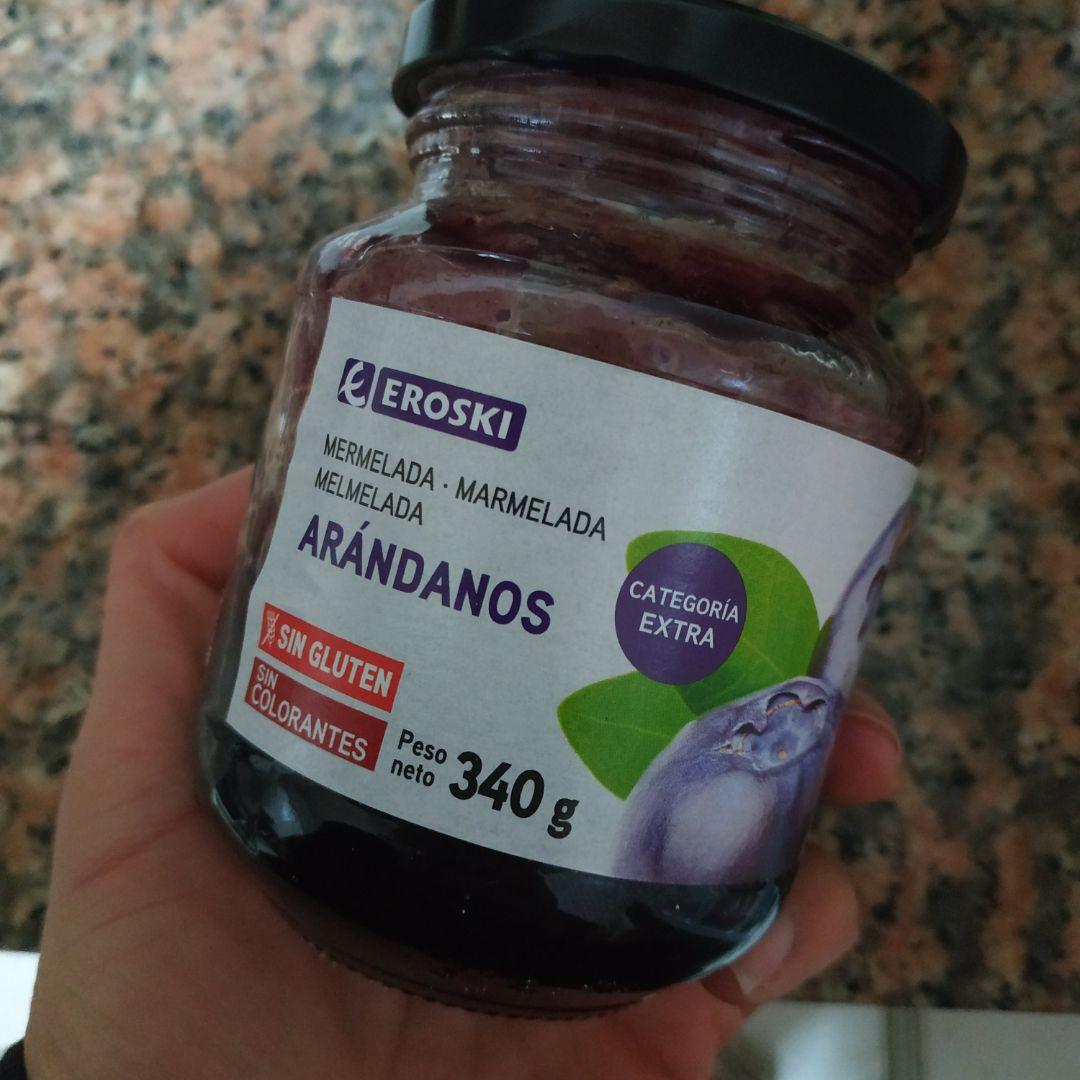 EROSKI
MERMELADA · MARMELADA
MELMELADA
ARÁNDANOS
CATEGORÍA
EXTRA
SIN GLUTEN
SIN
COLORANTES
Peso
neto 340 g